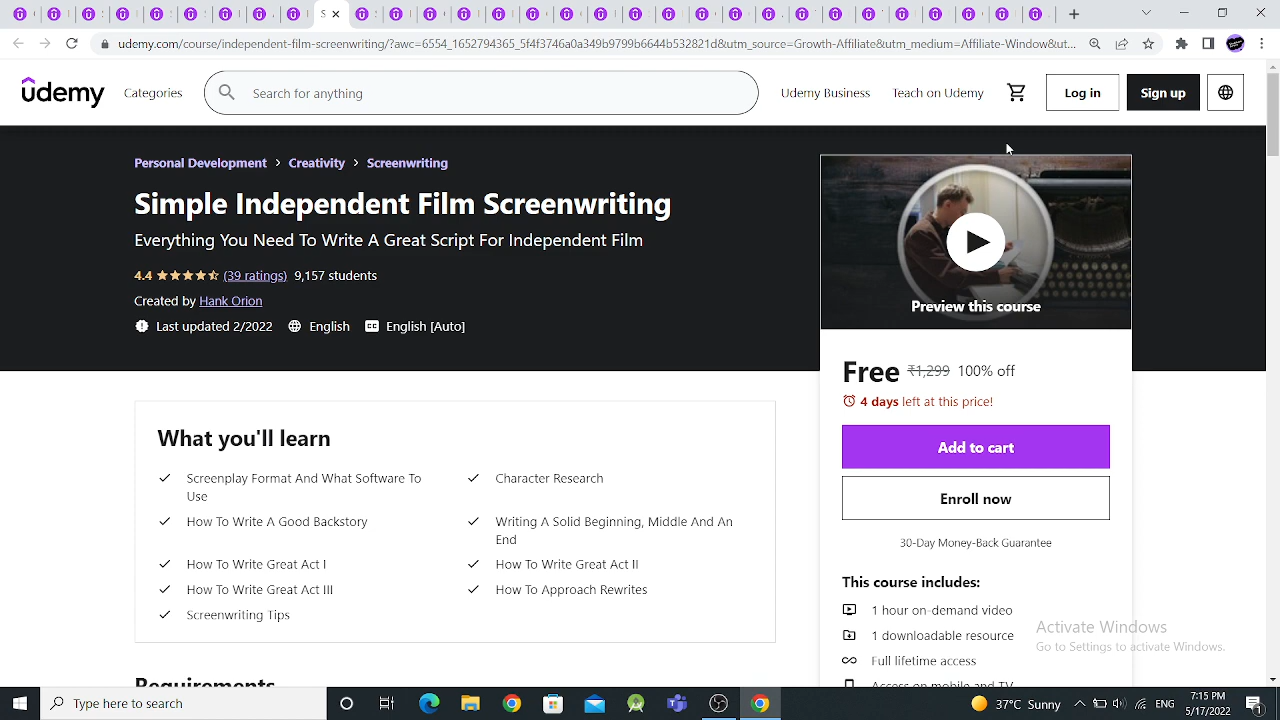 S
udemy.com/course/independent-film-screenwriting/?awc=6554_1652794365_5f4f3746a0a349b9799b6644b532821d&utm_source=Growth-Affiliate&utm_medium=Affiliate-Window&ut...
udemy
Categories
Search for anything
Udemy Business
Teach on Udemy
Log in
Sign up
Personal Development > Creativity > Screenwriting
Simple Independent Film Screenwriting
Everything You Need To Write A Great Script For Independent Film
4.4 (39 ratings) 9,157 students
Created by Hank Orion
Last updated 2/2022 English English [Auto]
Preview this course
Free ₹1,299 100% off
4 days left at this price!
Add to cart
Enroll now
30-Day Money-Back Guarantee
This course includes:
1 hour on-demand video
1 downloadable resource
Full lifetime access
Access on mobile and TV
What you'll learn
Screenplay Format And What Software To
Use
Character Research
How To Write A Good Backstory
Writing A Solid Beginning, Middle And An
End
How To Write Great Act I
How To Write Great Act II
How To Write Great Act III
How To Approach Rewrites
Screenwriting Tips
Requirements
Activate Windows
Go to Settings to activate Windows.
Type here to search
37°C Sunny
ENG
7:15 PM
5/17/2022